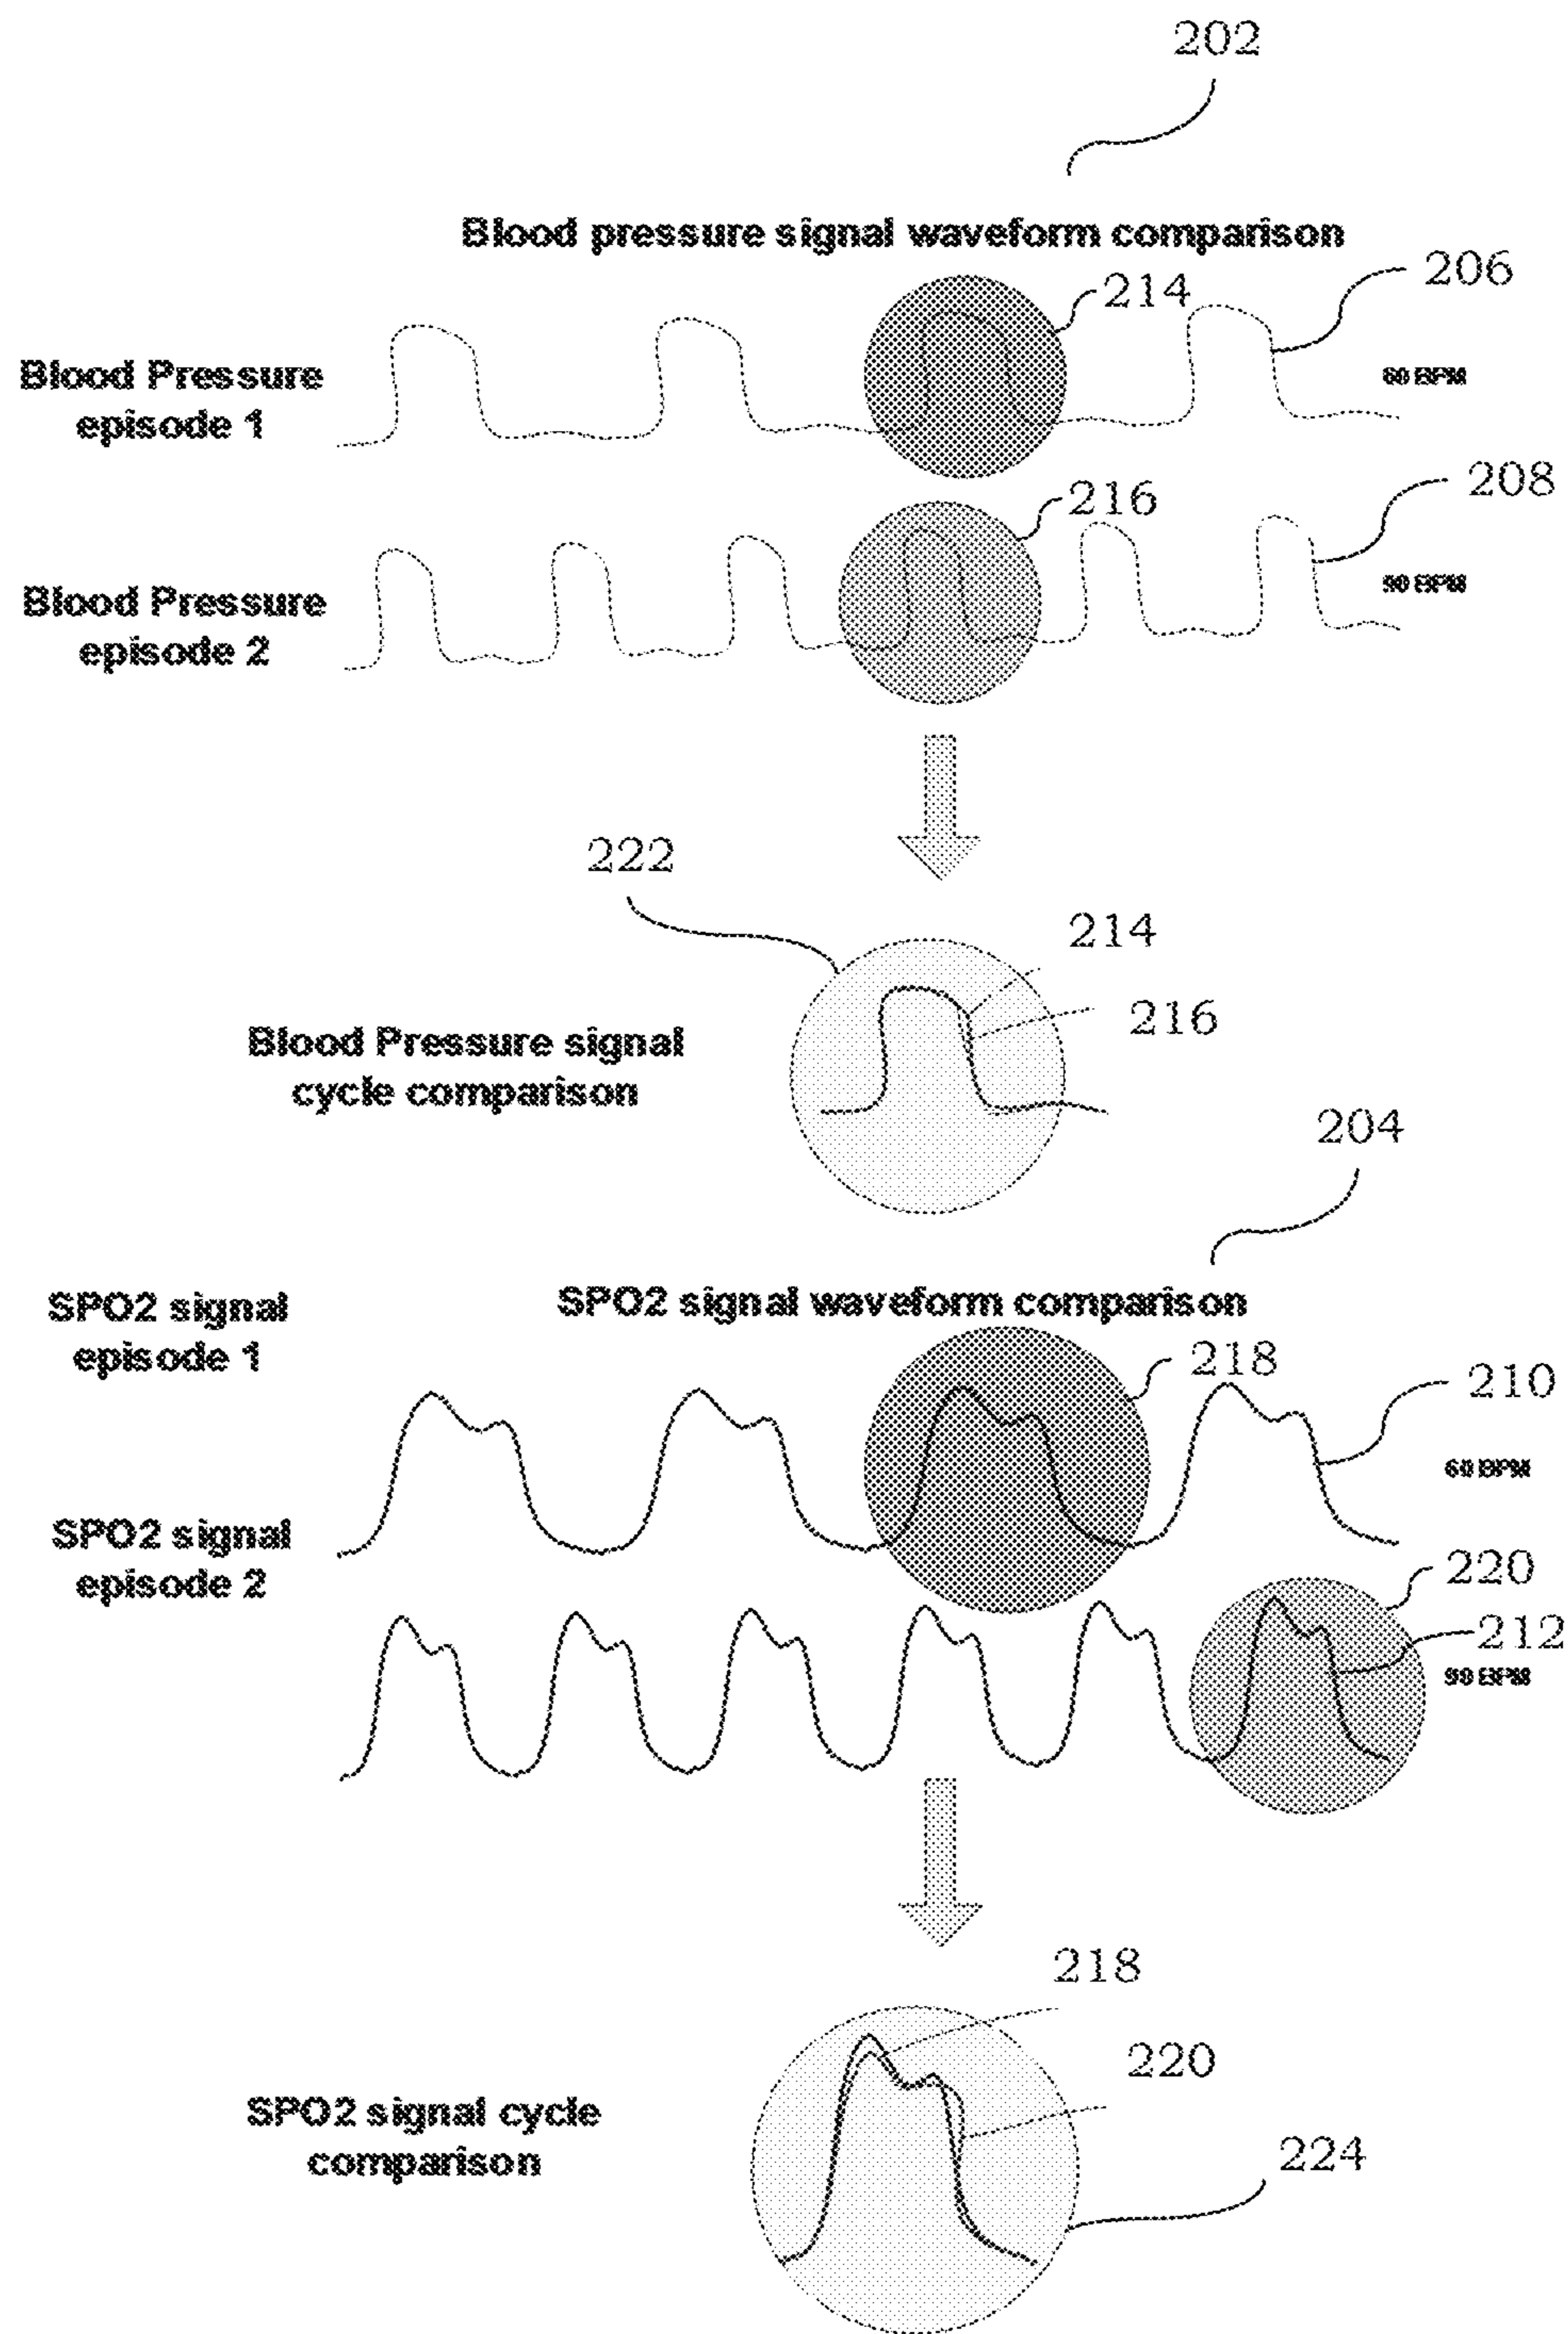 202
Blood pressure signal waveform comparison
206
214
Blood Pressure
episode 1
60 BPM
208
216
Blood Pressure
episode 2
90 BPM
222
214
216
Blood Pressure signal
cycle comparison
204
SPO2 signal
episode 1
SPO2 signal waveform comparison
218
210
60 BPM
SPO2 signal
episode 2
220
212
90 BPM
218
220
SPO2 signal cycle
comparison
224